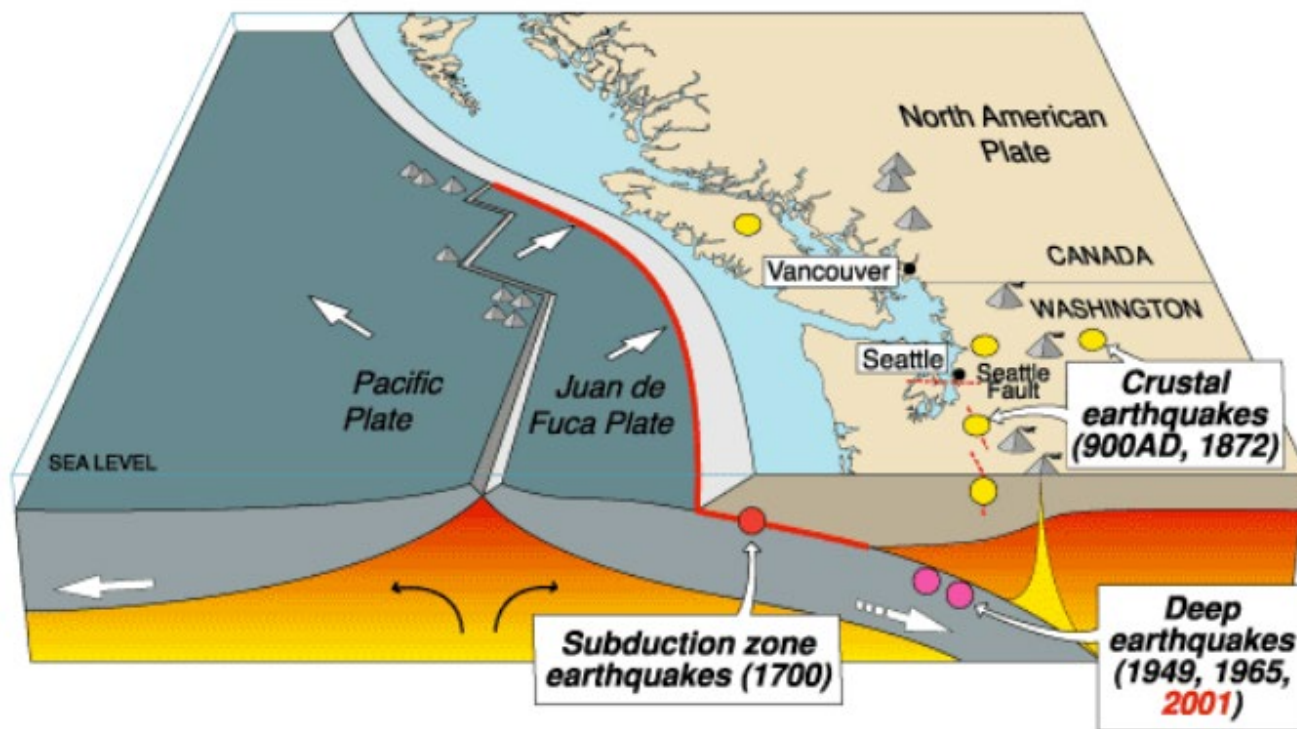 North American
Plate
CANADA
Vancouver
WASHINGTON
Seattle
Seattle
Fault
Crustal
earthquakes
(900AD, 1872)
Pacific
Plate
Juan de
Fuca Plate
SEA LEVEL
Subduction zone
earthquakes (1700)
Deep
earthquakes
(1949, 1965,
2001)